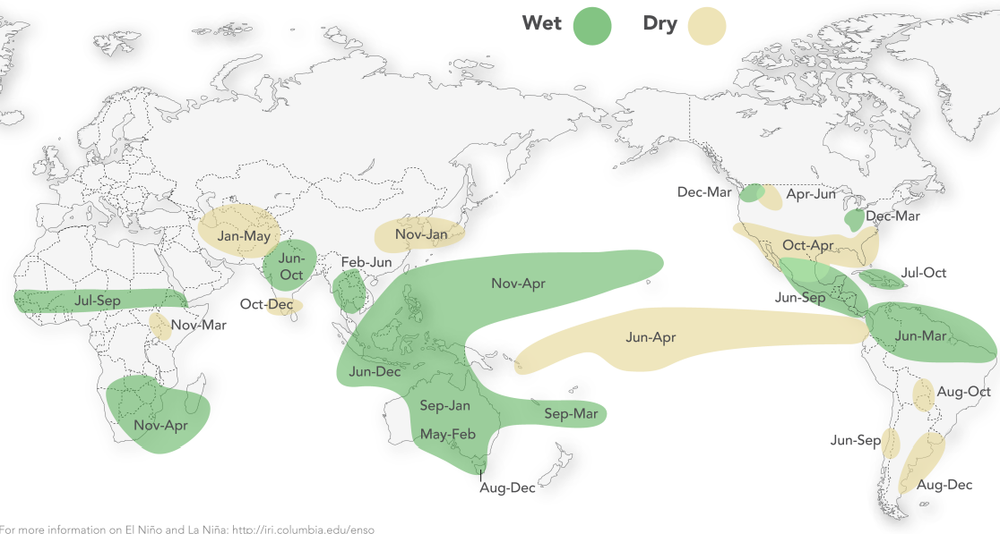 Wet
Dry
Dec-Mar
Apr-Jun
Dec-Mar
Jan-May
Nov-Jan
Oct-Apr
Jun-
Oct
Feb-Jun
Jul-Oct
Nov-Apr
Jul-Sep
Oct-Dec
Jun-Sep
Nov-Mar
Jun-Apr
Jun-Mar
Jun-Dec
Aug-Oct
Sep-Jan
Sep-Mar
Nov-Apr
May-Feb
Jun-Sep
Aug-Dec
Aug-Dec
For more information on El Niño and La Niña: http://iri.columbia.edu/enso